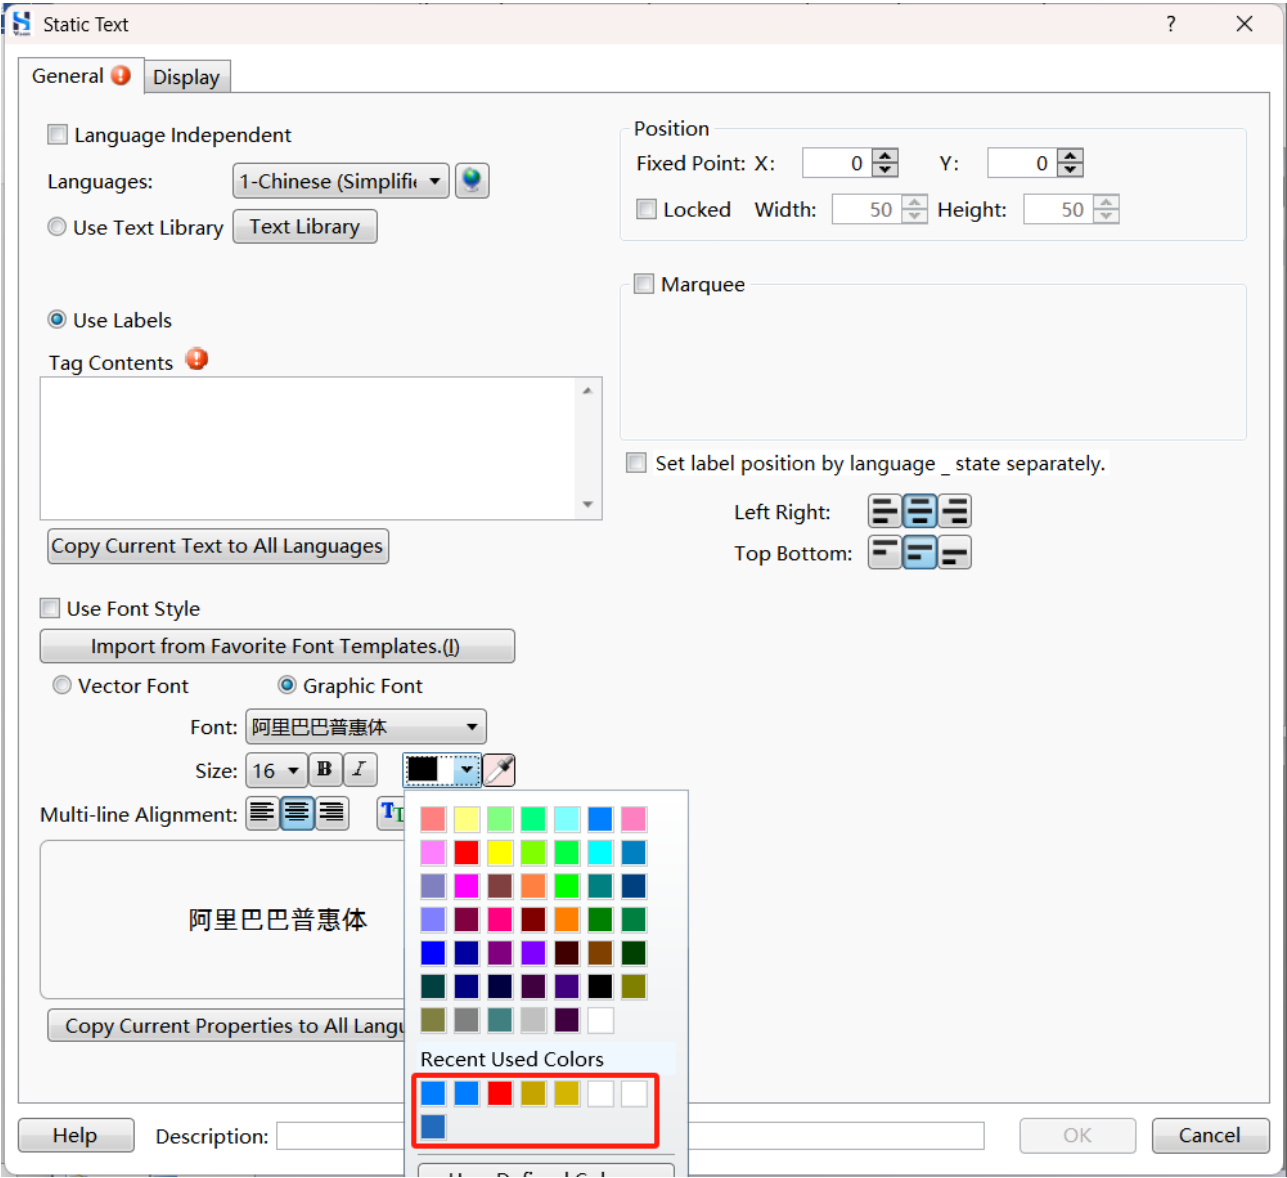 Static Text
General
Display
Language Independent
Languages:
1-Chinese (Simplifi
Use Text Library
Text Library
Use Labels
Tag Contents
Copy Current Text to All Languages
Use Font Style
Import from Favorite Font Templates.(I)
Vector Font
Graphic Font
Font:
阿里巴巴普惠体
Size:
16
B
I
Multi-line Alignment:
阿里巴巴普惠体
Copy Current Properties to All Langu
Position
Fixed Point: X:
0
Y:
0
Locked
Width:
50
Height:
50
Marquee
Set label position by language _ state separately.
Left Right:
Top Bottom:
Recent Used Colors
Help
Description:
OK
Cancel